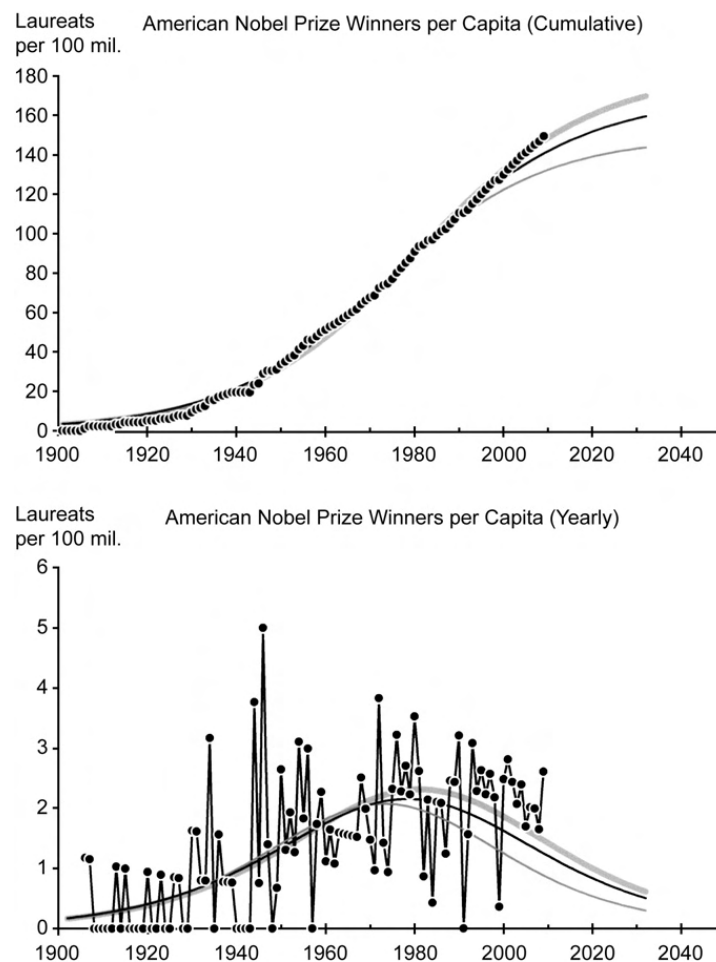 Laureats
per 100 mil.
American Nobel Prize Winners per Capita (Cumulative)
180
160
140
120
100
80
60
40
20
0
1900 1920 1940 1960 1980 2000 2020 2040
Laureats
per 100 mil.
American Nobel Prize Winners per Capita (Yearly)
6
5
4
3
2
1
0
1900 1920 1940 1960 1980 2000 2020 2040